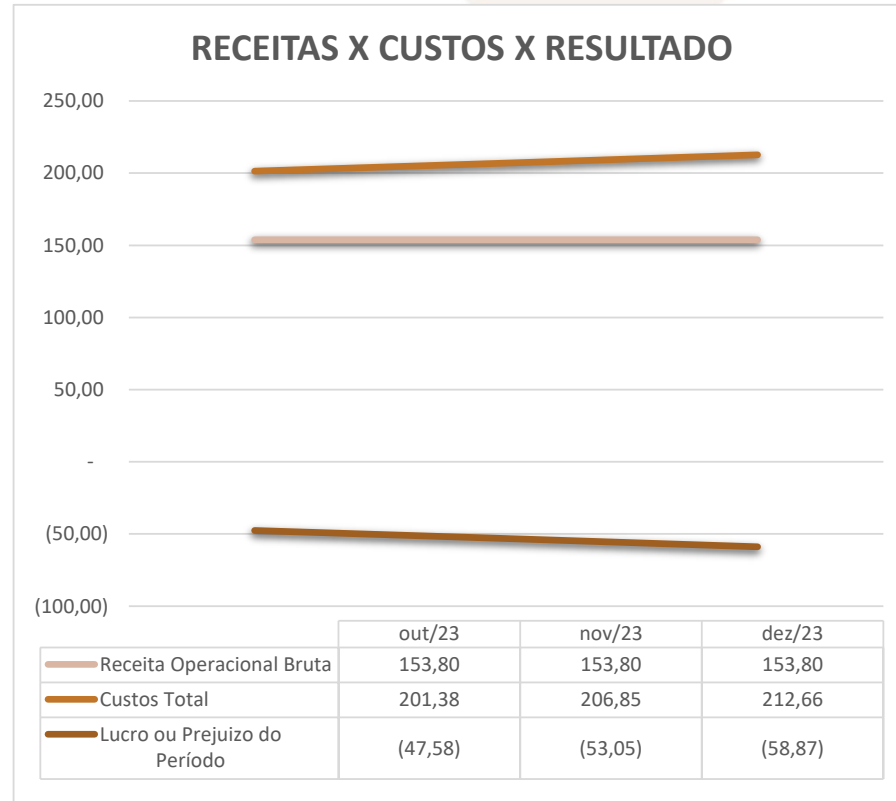 RECEITAS X CUSTOS X RESULTADO
250,00
200,00
150,00
100,00
50,00
-
(50,00)
(100,00)
out/23 nov/23 dez/23
Receita Operacional Bruta 153,80 153,80 153,80
Custos Total 201,38 206,85 212,66
Lucro ou Prejuizo do
Período (47,58) (53,05) (58,87)